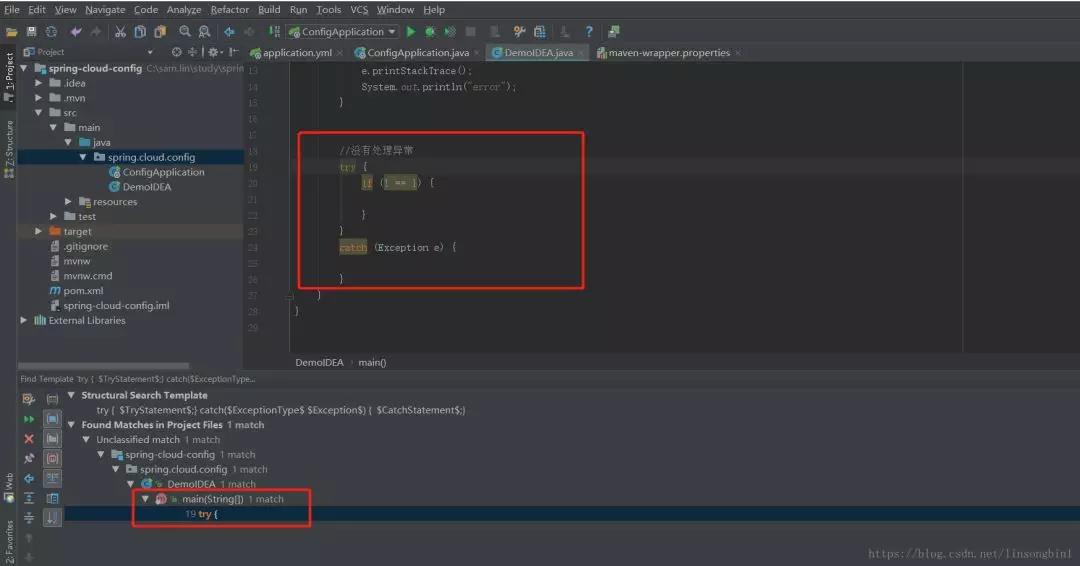 File Edit View Navigate Code Analyze Refactor Build Run Tools VCS Window Help
ConfigApplication
Project
application.yml
ConfigApplication.java
DemoIDEA.java
maven-wrapper.properties
1: Project
Z: Structure
Web
2: Favorites
spring-cloud-config C:\sam.lin\study\sprin
.idea
.mvn
src
main
java
spring.cloud.config
ConfigApplication
DemoIDEA
resources
test
target
.gitignore
mvnw
mvnw.cmd
pom.xml
spring-cloud-config.iml
External Libraries
13 e.printStackTrace();
14 System.out.println("error");
15 }
16
17
18 //没有处理异常
19 try {
20 if (1 == 1) {
21
22 }
23 }
24 catch (Exception e) {
25
26 }
27 }
28 }
29
DemoIDEA main()
Find Template 'try { $TryStatement$;} catch($ExceptionType...
Structural Search Template
try { $TryStatement$;} catch($ExceptionType$ $Exception$) { $CatchStatement$;}
Found Matches in Project Files 1 match
Unclassified match 1 match
spring-cloud-config 1 match
spring.cloud.config 1 match
DemoIDEA 1 match
main(String[]) 1 match
19 try {
https://blog.csdn.net/linsongbin1